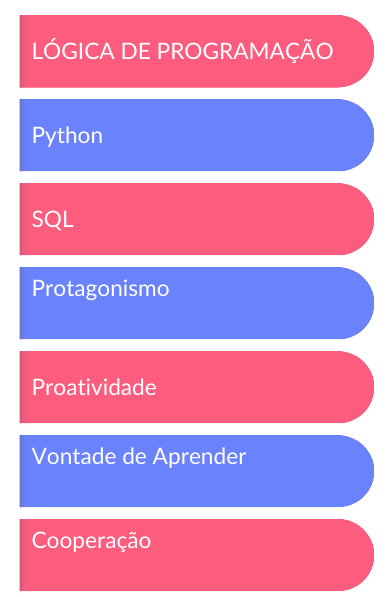 LÓGICA DE PROGRAMAÇÃO
Python
SQL
Protagonismo
Proatividade
Vontade de Aprender
Cooperação